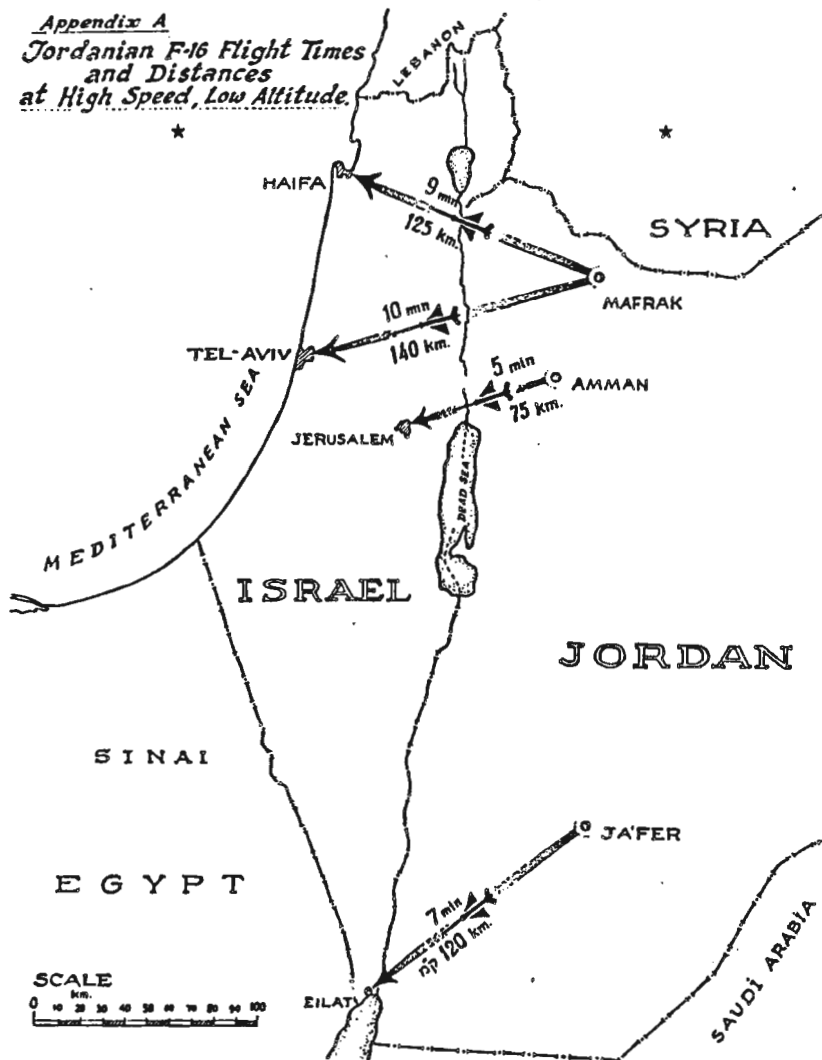 Appendix A
Jordanian F-16 Flight Times
and Distances
at High Speed, Low Altitude.
LEBANON
HAIFA
9 min
125 km.
SYRIA
MAFRAK
10 min
140 km.
TEL-AVIV
5 min
75 km.
AMMAN
JERUSALEM
MEDITERRANEAN SEA
DEAD SEA
ISRAEL
JORDAN
SINAI
JA'FER
EGYPT
7 min
ק״מ 120 km.
SCALE
km.
0 10 20 30 40 50 60 70 80 90 100
EILAT
SAUDI ARABIA